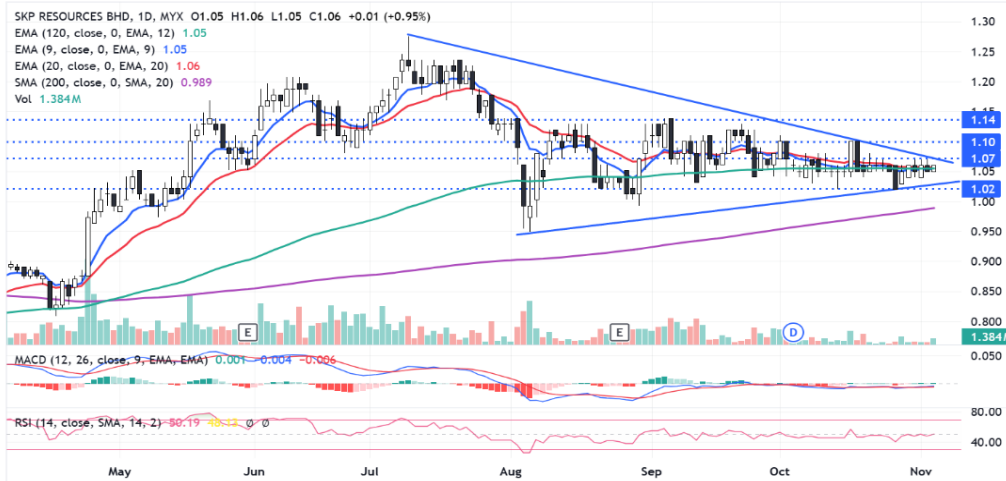 SKP RESOURCES BHD, 1D, MYX O1.05 H1.06 L1.05 C1.06 +0.01 (+0.95%)
EMA (120, close, 0, EMA, 12) 1.05
EMA (9, close, 0, EMA, 9) 1.05
EMA (20, close, 0, EMA, 20) 1.06
SMA (200, close, 0, SMA, 20) 0.989
Vol 1.384M
1.30
1.25
1.20
1.15
1.14
1.10
1.07
1.05
1.02
1.00
0.950
0.900
0.850
0.800
1.384M
E
E
D
MACD (12, 26, close, 9, EMA, EMA) 0.001 -0.004 -0.006
0.050
RSI (14, close, SMA, 14, 2) 50.19 ∅ ∅
80.00
40.00
May Jun Jul Aug Sep Oct Nov